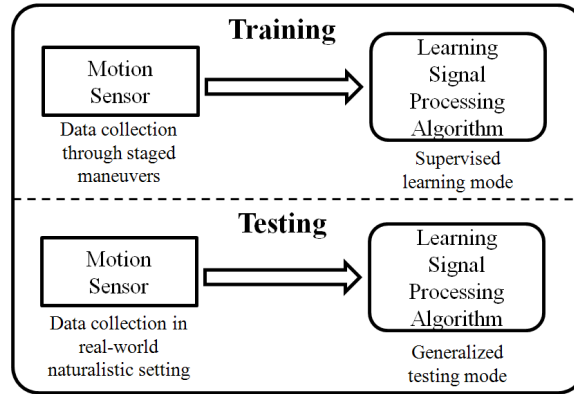 Training
Motion
Sensor
Data collection
through staged
maneuvers
Learning
Signal
Processing
Algorithm
Supervised
learning mode
Testing
Motion
Sensor
Data collection in
real-world
naturalistic setting
Learning
Signal
Processing
Algorithm
Generalized
testing mode